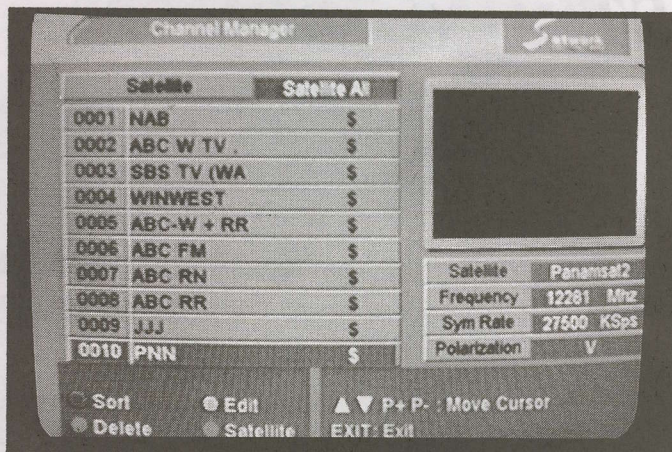 Channel Manager
Satellite Satellite All
0001 NAB $
0002 ABC W TV . $
0003 SBS TV (WA $
0004 WINWEST $
0005 ABC-W + RR $
0006 ABC FM $
0007 ABC RN $
0008 ABC RR $
0009 JJJ $
0010 PNN $
Satellite Panamsat2
Frequency 12281 Mhz
Sym Rate 27500 KSps
Polarization V
Sort Edit
Delete Satellite
▲ ▼ P+ P- : Move Cursor
EXIT : Exit